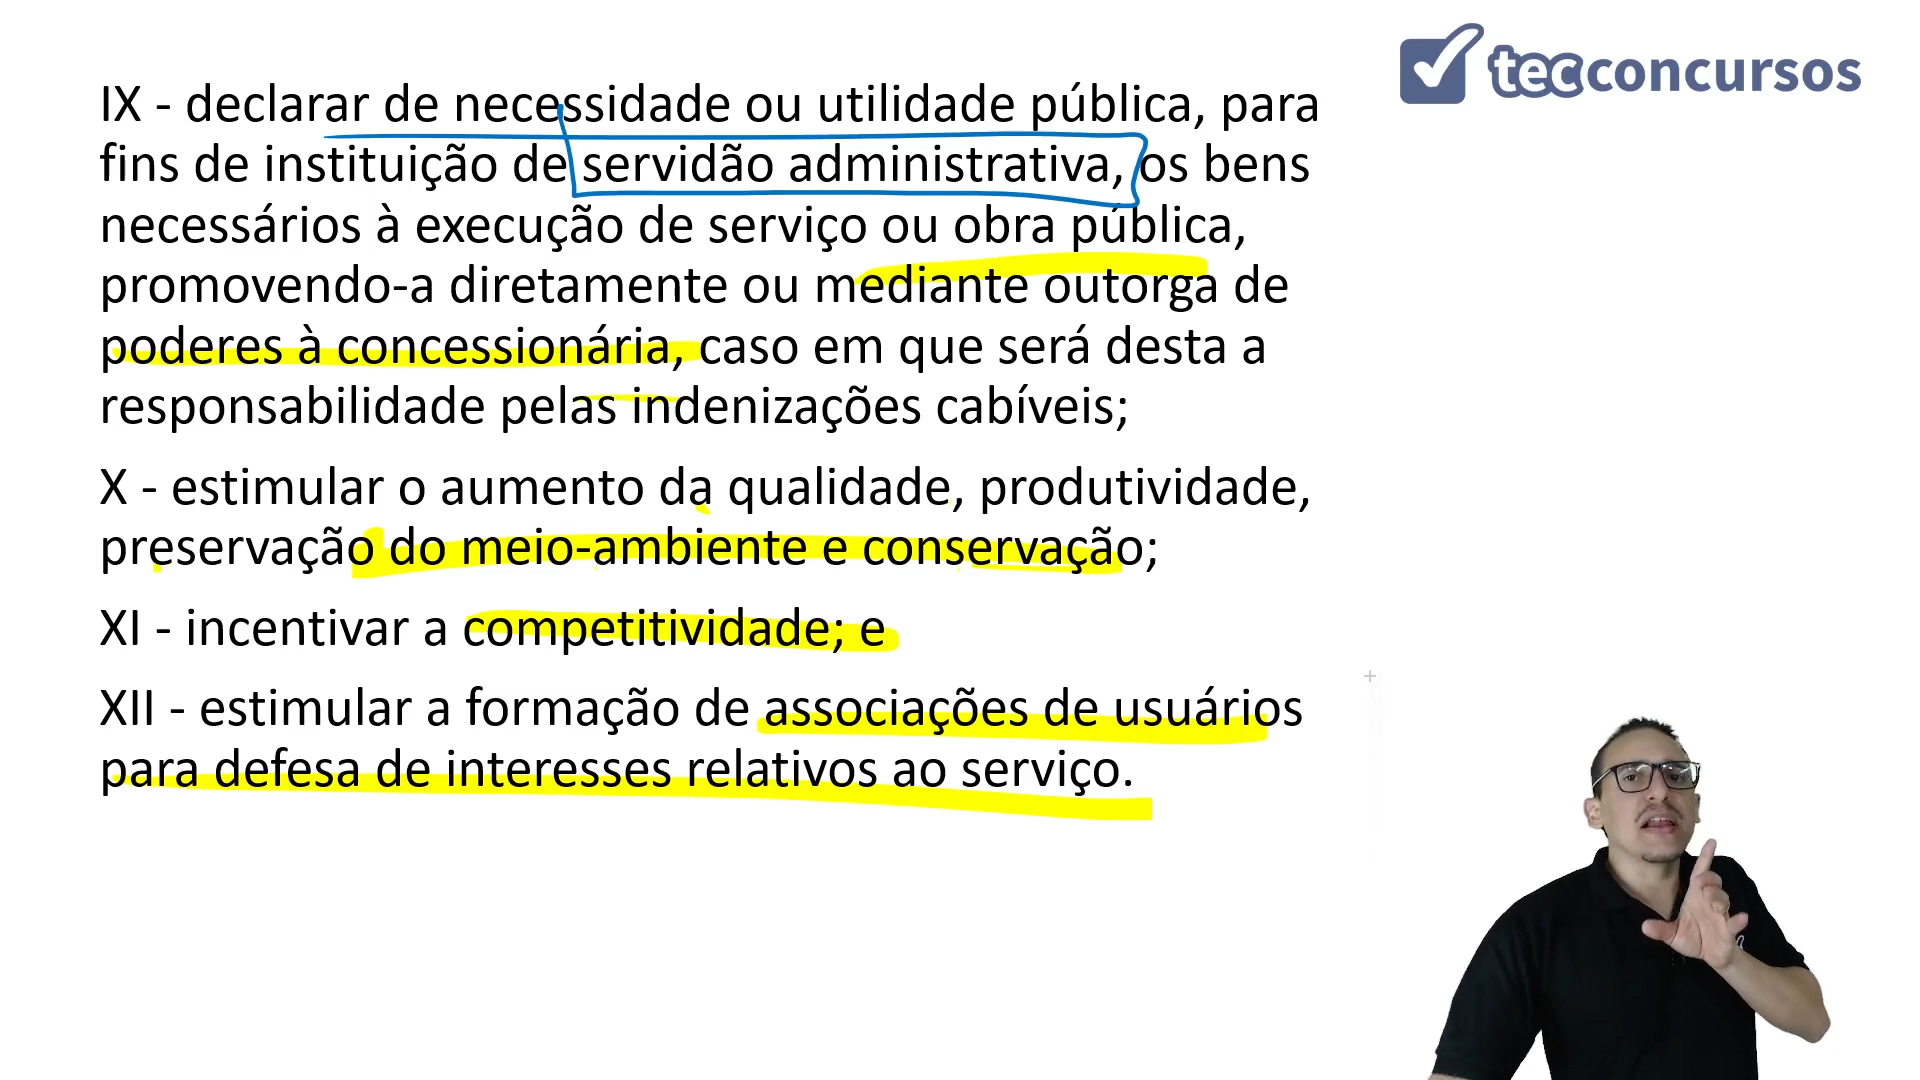 tecconcursos
IX - declarar de necessidade ou utilidade pública, para
fins de instituição de servidão administrativa, os bens
necessários à execução de serviço ou obra pública,
promovendo-a diretamente ou mediante outorga de
poderes à concessionária, caso em que será desta a
responsabilidade pelas indenizações cabíveis;
X - estimular o aumento da qualidade, produtividade,
preservação do meio-ambiente e conservação;
XI - incentivar a competitividade; e
XII - estimular a formação de associações de usuários
para defesa de interesses relativos ao serviço.